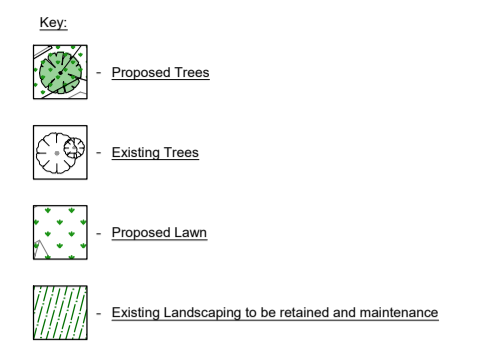 Key:
- Proposed Trees
- Existing Trees
- Proposed Lawn
- Existing Landscaping to be retained and maintenance